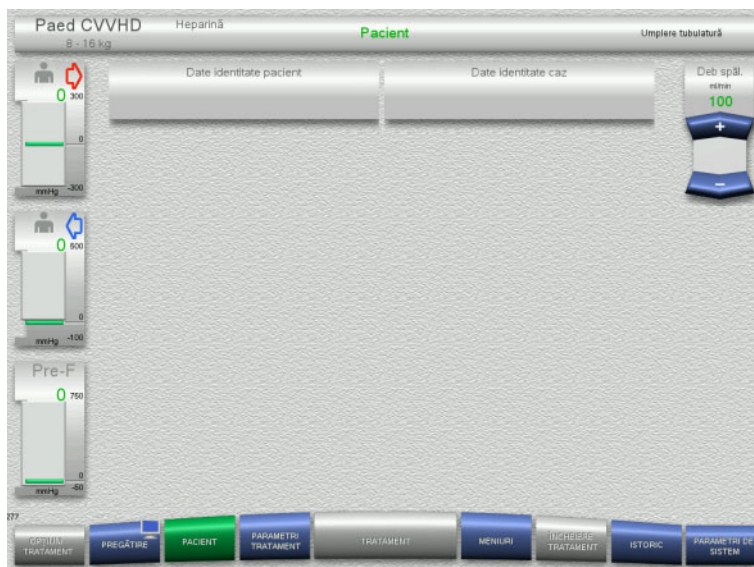 Paed CVVHD
Heparină
Pacient
Umplere tubulatură
8 - 16 kg
Date identitate pacient
Date identitate caz
Deb spăl.
ml/min
100
+
−
0
300
0
-300
mmHg
0
500
0
-100
mmHg
Pre-F
0
750
0
-50
mmHg
277
OPȚIUNI
TRATAMENT
PREGĂTIRE
PACIENT
PARAMETRI
TRATAMENT
TRATAMENT
MENIURI
ÎNCHEIERE
TRATAMENT
ISTORIC
PARAMETRI DE
SISTEM